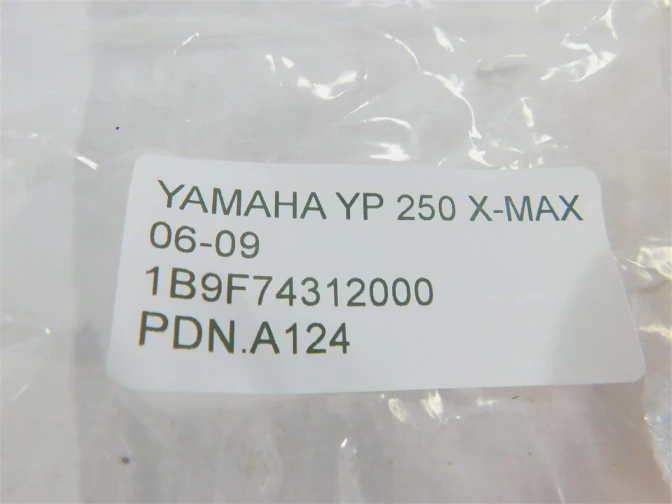 YAMAHA YP 250 X-MAX
06-09
1B9F74312000
PDN.A124